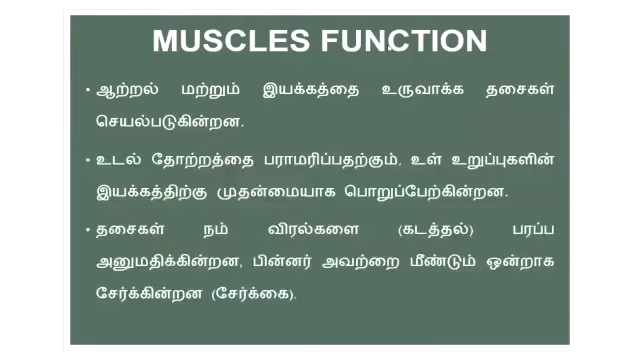 MUSCLES FUNCTION
• ஆற்றல் மற்றும் இயக்கத்தை உருவாக்க தசைகள்
செயல்படுகின்றன.
• உடல் தோற்றத்தை பராமரிப்பதற்கும், உள் உறுப்புகளின்
இயக்கத்திற்கு முதன்மையாக பொறுப்பேற்கின்றன.
• தசைகள் நம் விரல்களை (கடத்தல்) பரப்ப
அனுமதிக்கின்றன, பின்னர் அவற்றை மீண்டும் ஒன்றாக
சேர்க்கின்றன (சேர்க்கை).